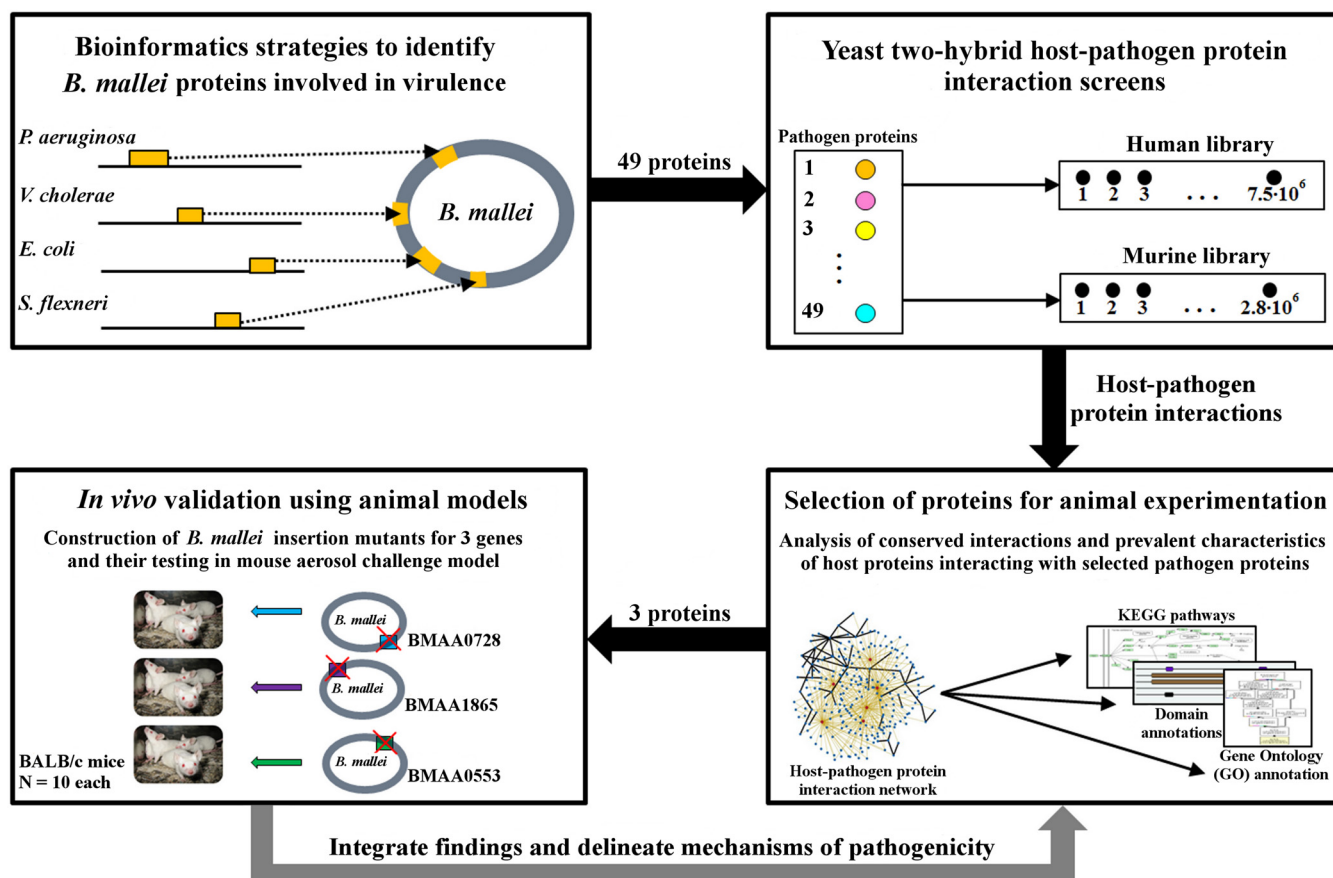 Bioinformatics strategies to identify
B. mallei proteins involved in virulence
P. aeruginosa
V. cholerae
E. coli
S. flexneri
B. mallei
49 proteins
Yeast two-hybrid host-pathogen protein
interaction screens
Pathogen proteins
1
2
3
49
Human library
1 2 3 . . . 7.5·10⁶
Murine library
1 2 3 . . . 2.8·10⁶
Host-pathogen
protein interactions
Selection of proteins for animal experimentation
Analysis of conserved interactions and prevalent characteristics
of host proteins interacting with selected pathogen proteins
KEGG pathways
Domain
annotations
Gene Ontology
(GO) annotation
Host-pathogen protein
interaction network
3 proteins
In vivo validation using animal models
Construction of B. mallei insertion mutants for 3 genes
and their testing in mouse aerosol challenge model
B. mallei
BMAA0728
B. mallei
BMAA1865
B. mallei
BMAA0553
BALB/c mice
N = 10 each
Integrate findings and delineate mechanisms of pathogenicity